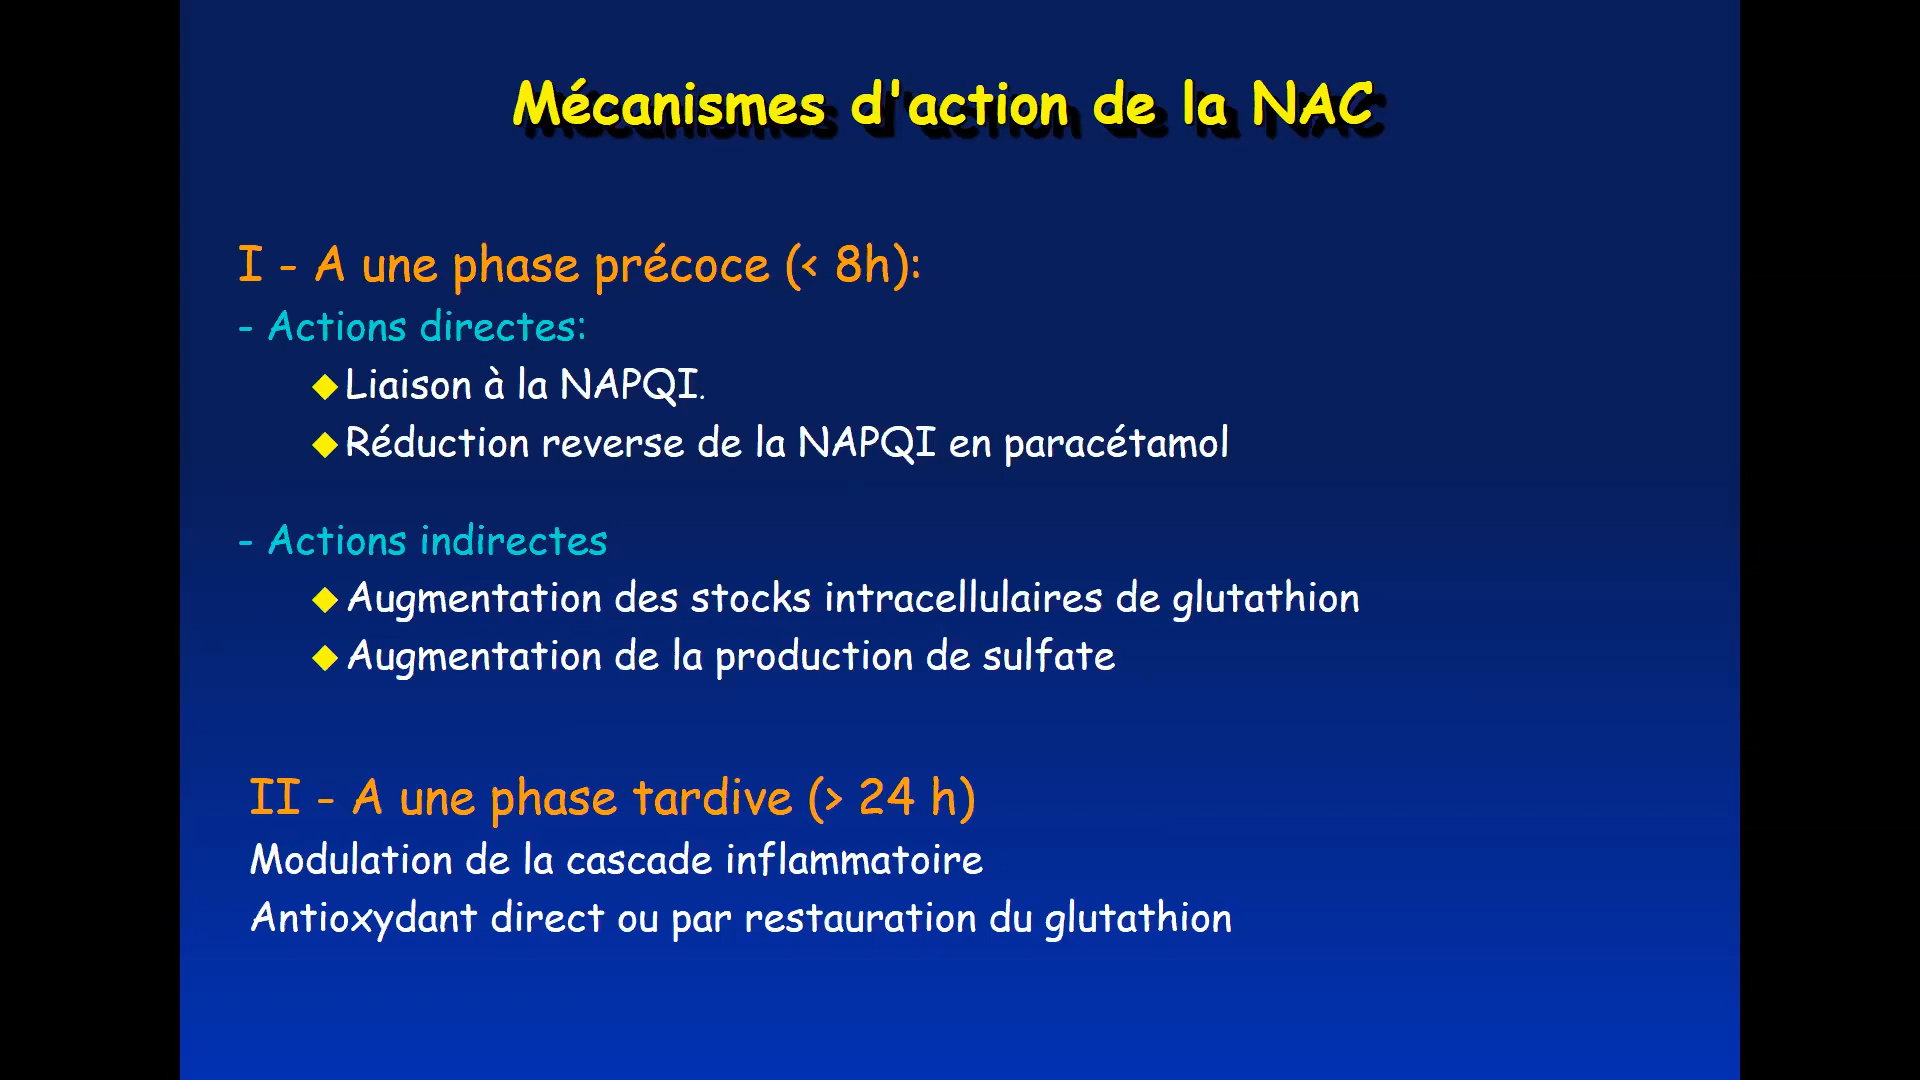 Mécanismes d'action de la NAC
I - A une phase précoce (< 8h):
- Actions directes:
◆ Liaison à la NAPQI.
◆ Réduction reverse de la NAPQI en paracétamol
- Actions indirectes
◆ Augmentation des stocks intracellulaires de glutathion
◆ Augmentation de la production de sulfate
II - A une phase tardive (> 24 h)
Modulation de la cascade inflammatoire
Antioxydant direct ou par restauration du glutathion